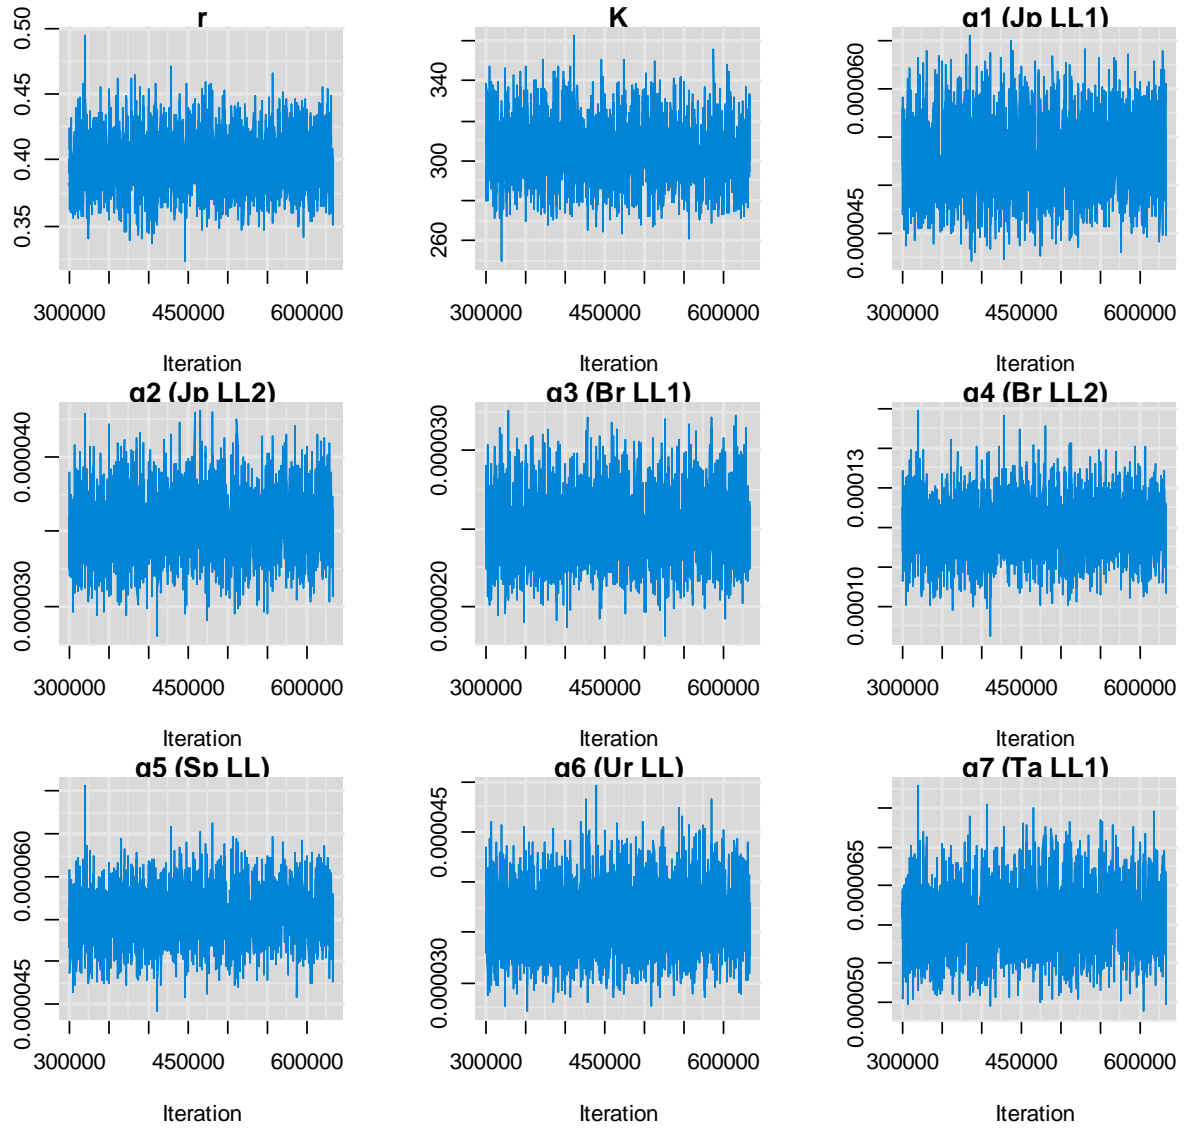 r
0.50
0.45
0.40
0.35
300000 450000 600000
Iteration
K
340
300
260
300000 450000 600000
Iteration
q1 (Jp LL1)
0.000060
0.000045
300000 450000 600000
Iteration
q2 (Jp LL2)
0.000040
0.000030
300000 450000 600000
Iteration
q3 (Br LL1)
0.000030
0.000020
300000 450000 600000
Iteration
q4 (Br LL2)
0.00013
0.00010
300000 450000 600000
Iteration
q5 (Sp LL)
0.000060
0.000045
300000 450000 600000
Iteration
q6 (Ur LL)
0.000045
0.000030
300000 450000 600000
Iteration
q7 (Ta LL1)
0.000065
0.000050
300000 450000 600000
Iteration